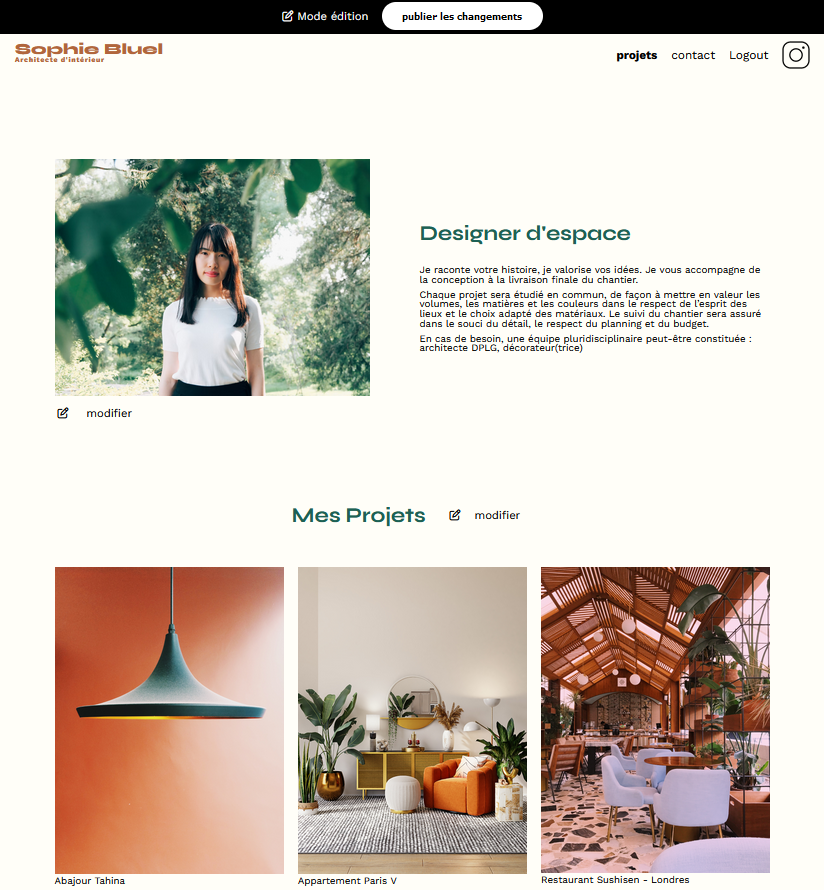 Mode édition publier les changements
Sophie Bluel
Architecte d'intérieur
projets contact Logout
Designer d'espace
Je raconte votre histoire, je valorise vos idées. Je vous accompagne de
la conception à la livraison finale du chantier.
Chaque projet sera étudié en commun, de façon à mettre en valeur les
volumes, les matières et les couleurs dans le respect de l'esprit des
lieux et le choix adapté des matériaux. Le suivi du chantier sera assuré
dans le souci du détail, le respect du planning et du budget.
En cas de besoin, une équipe pluridisciplinaire peut-être constituée :
architecte DPLG, décorateur(trice)
modifier
Mes Projets modifier
Abajour Tahina
Appartement Paris V
Restaurant Sushisen - Londres